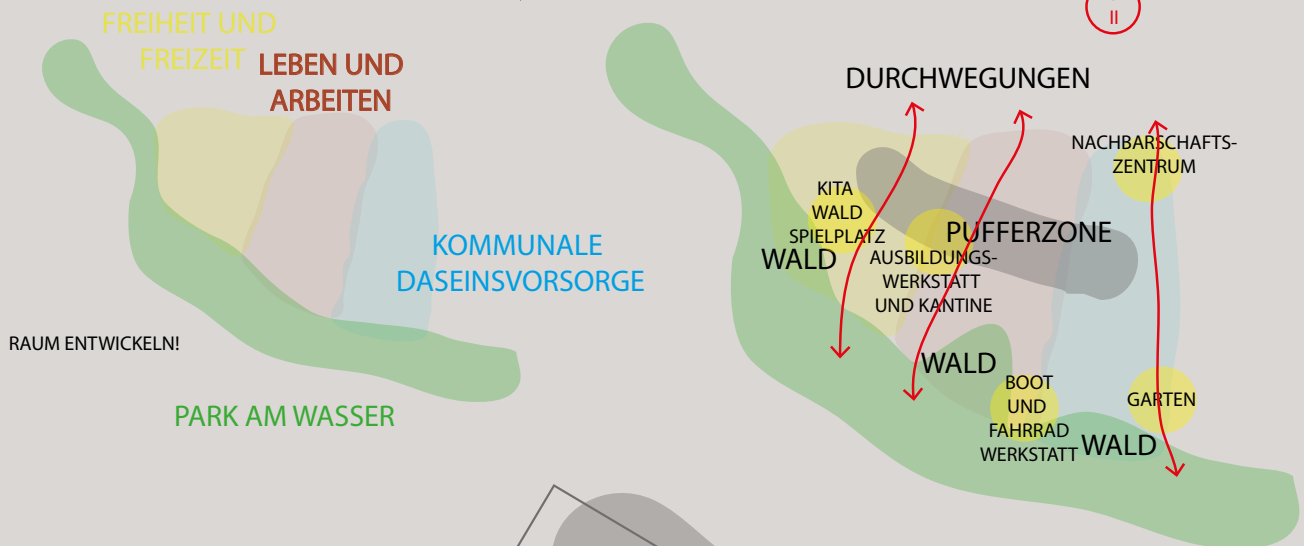 FREIHEIT UND
FREIZEIT
LEBEN UND
ARBEITEN
KOMMUNALE
DASEINSVORSORGE
RAUM ENTWICKELN!
PARK AM WASSER
II
DURCHWEGUNGEN
NACHBARSCHAFTS-
ZENTRUM
KITA
WALD
SPIELPLATZ
WALD
PUFFERZONE
AUSBILDUNGS-
WERKSTATT
UND KANTINE
WALD
BOOT
UND
FAHRRAD
WERKSTATT
GARTEN
WALD